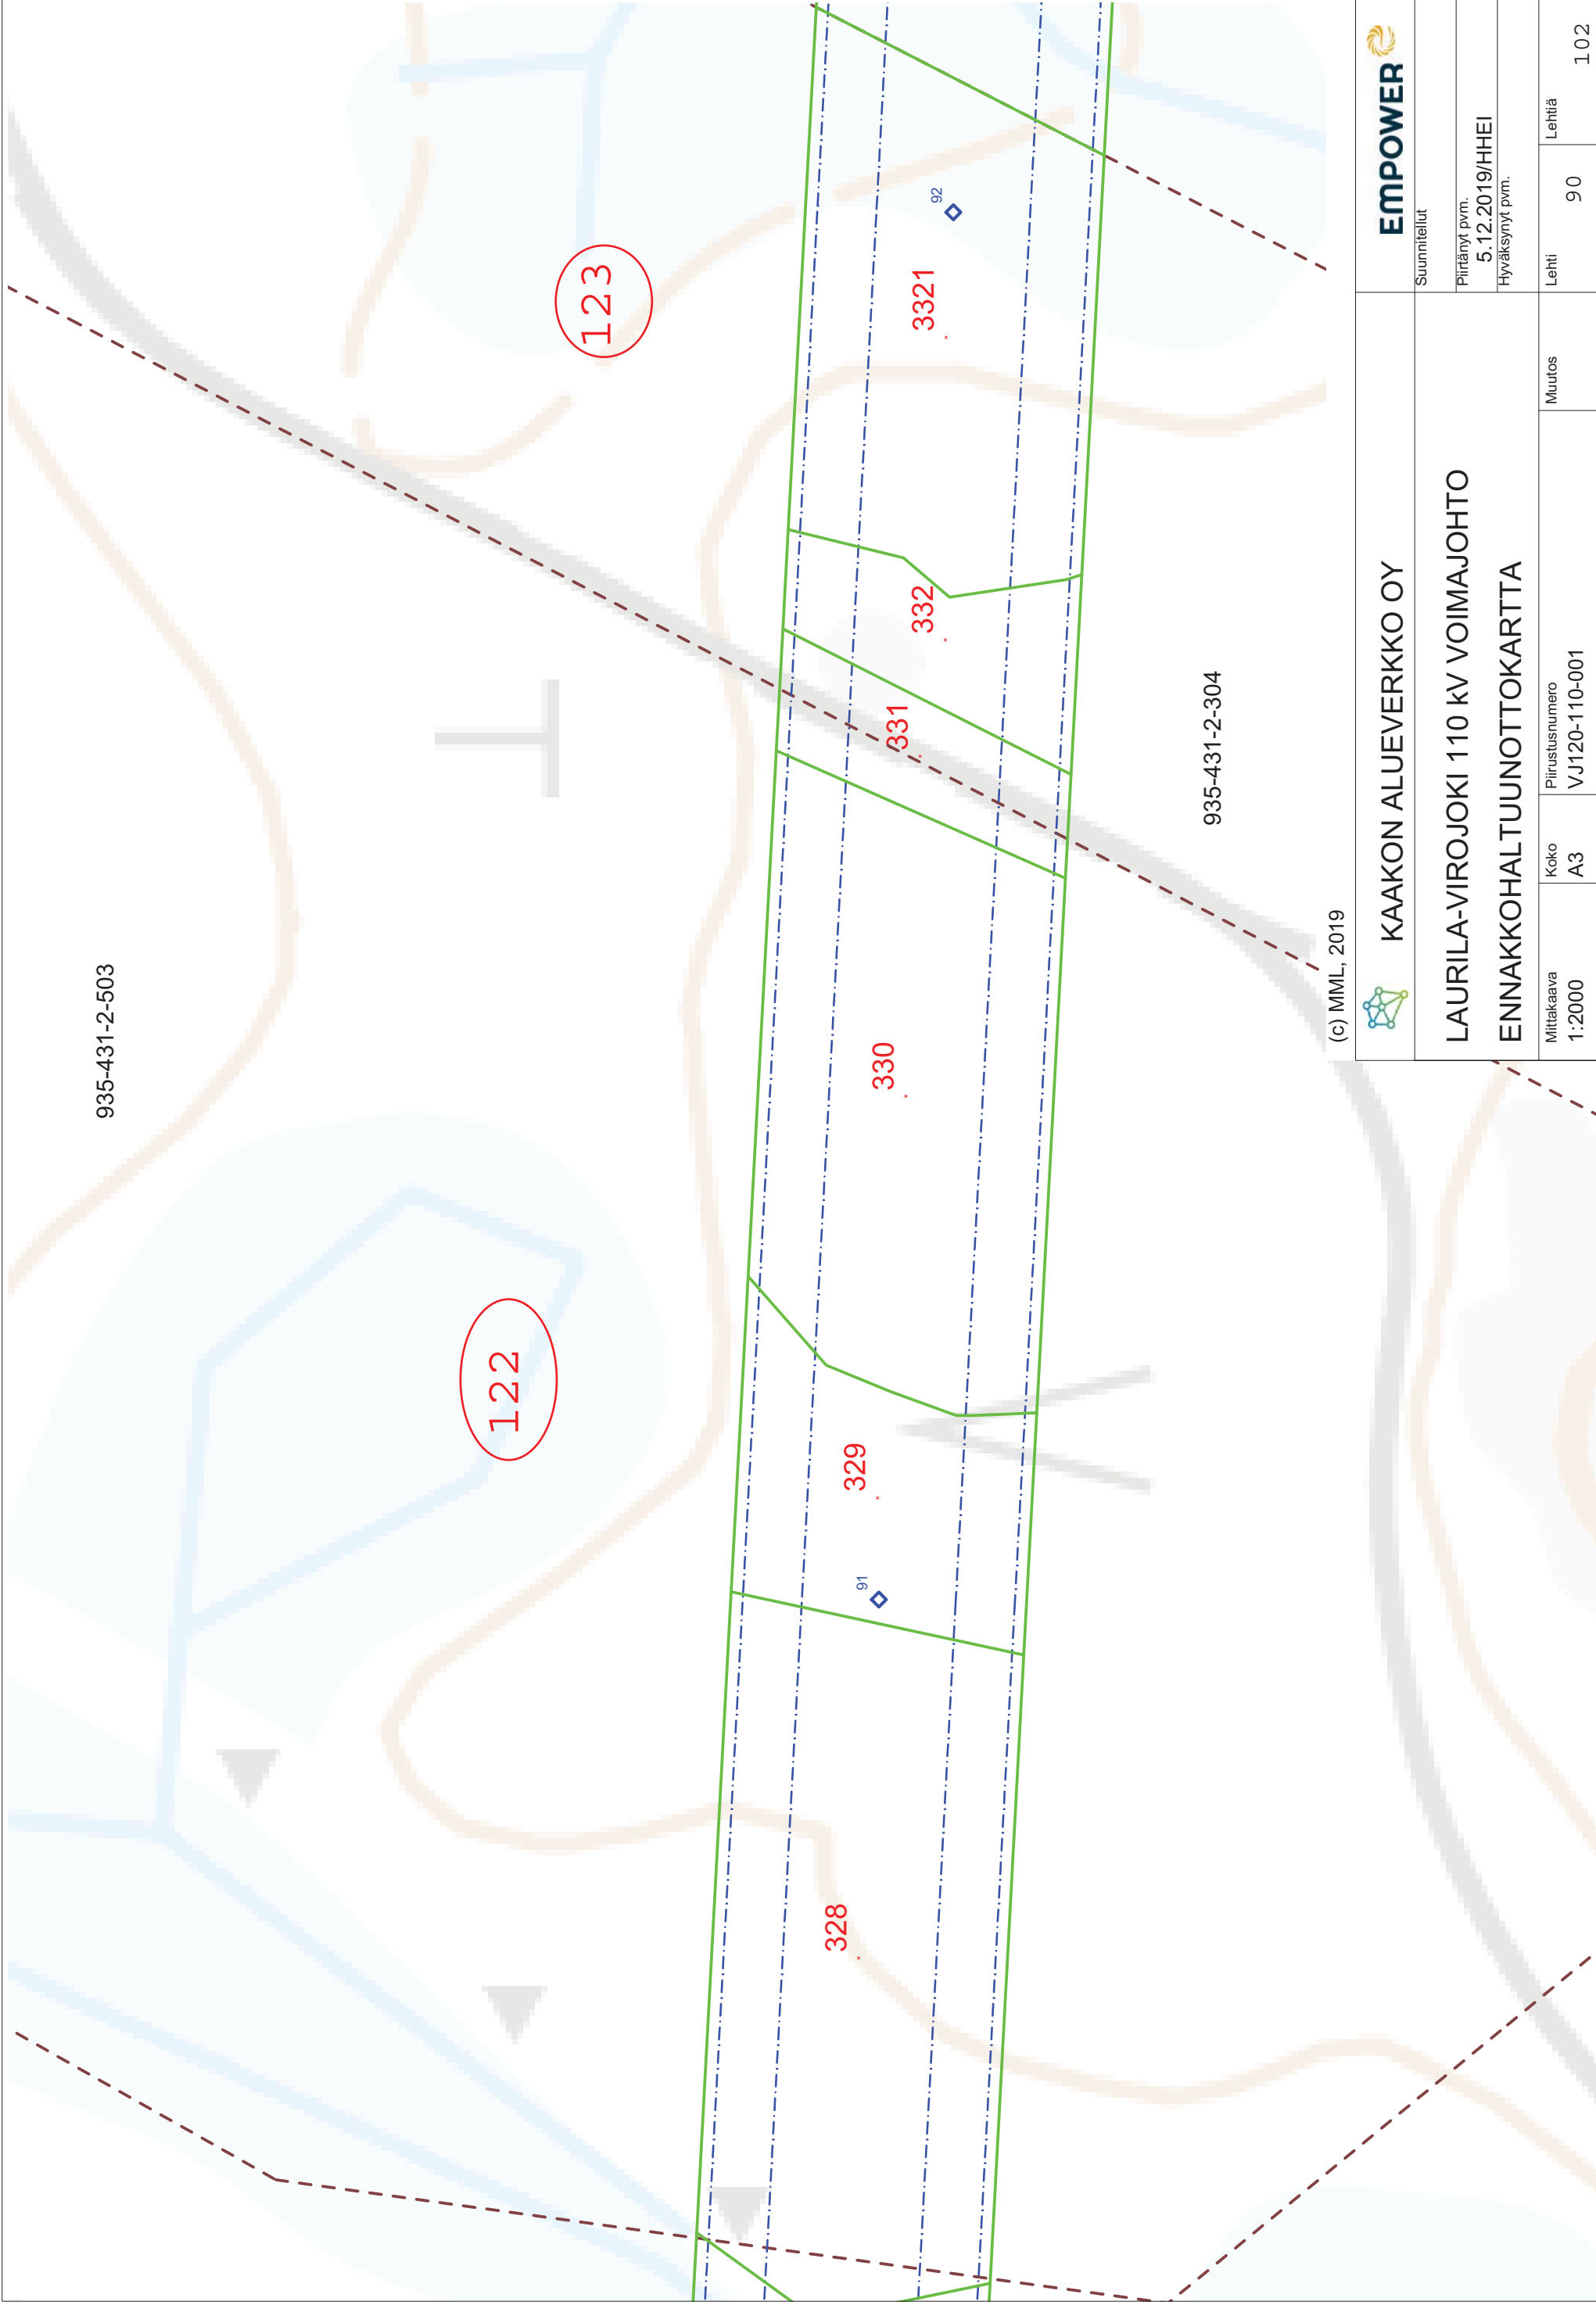 935-431-2-503
122
123
92
3321
332
331
330
329
91
328
935-431-2-304
(c) MML, 2019
KAAKON ALUEVERKKO OY
EMPOWER
LAURILA-VIROJOKI 110 kV VOIMAJOHTO
ENNAKKOHALTUUNOTTOKARTTA
Suunnitellut
Piirtänyt pvm.
5.12.2019/HHEI
Hyväksynyt pvm.
Mittakaava
1:2000
Koko
A3
Piirustusnumero
VJ120-110-001
Muutos
Lehti
90
Lehtiä
102